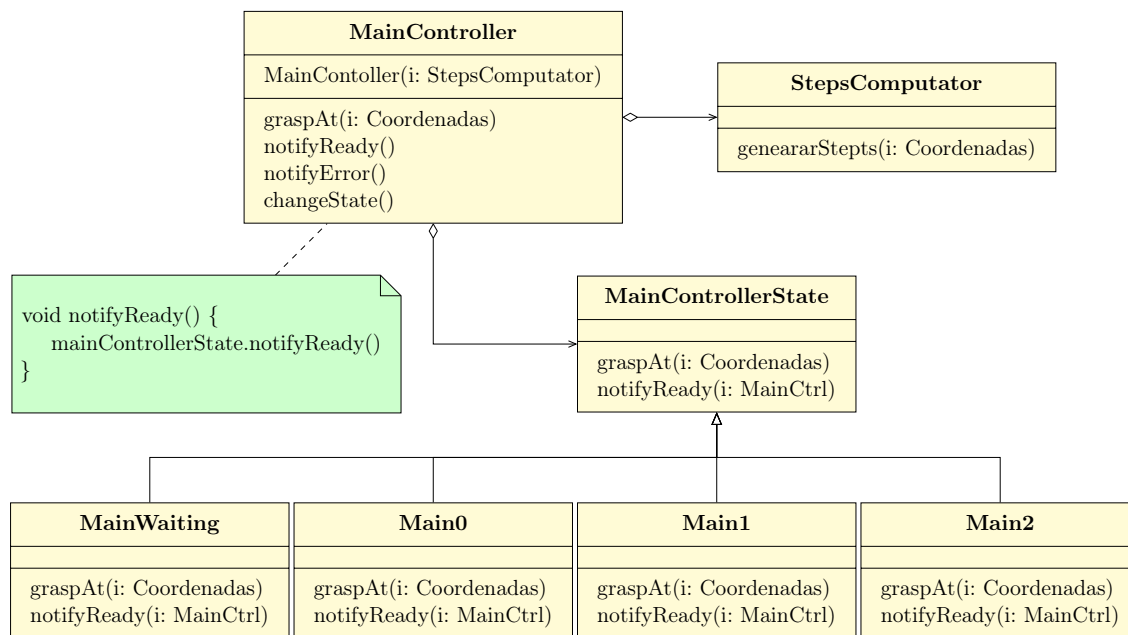 MainController
MainContoller(i: StepsComputator)
graspAt(i: Coordenadas)
notifyReady()
notifyError()
changeState()
StepsComputator
geneararStepts(i: Coordenadas)
void notifyReady() {
mainControllerState.notifyReady()
}
MainControllerState
graspAt(i: Coordenadas)
notifyReady(i: MainCtrl)
MainWaiting
graspAt(i: Coordenadas)
notifyReady(i: MainCtrl)
Main0
graspAt(i: Coordenadas)
notifyReady(i: MainCtrl)
Main1
graspAt(i: Coordenadas)
notifyReady(i: MainCtrl)
Main2
graspAt(i: Coordenadas)
notifyReady(i: MainCtrl)